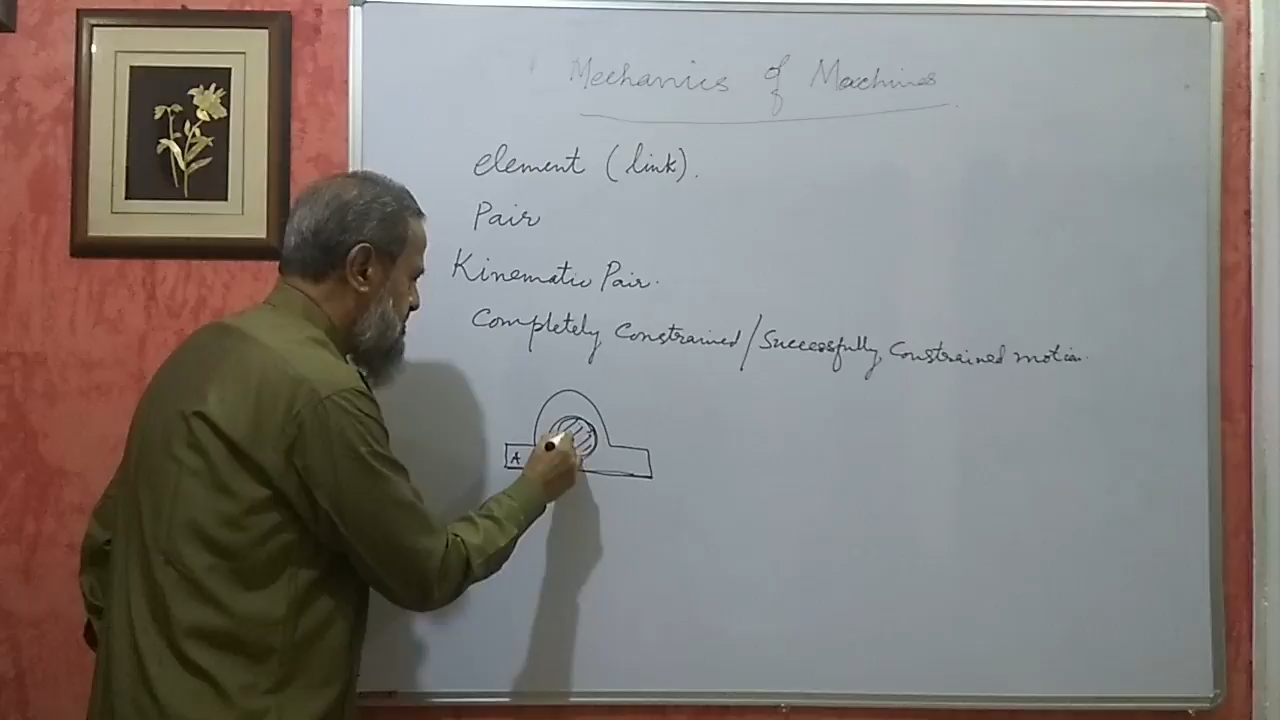 Mechanics of Machines
element (link).
Pair
Kinematic Pair.
Completely Constrained / Successfully Constrained motion.
A